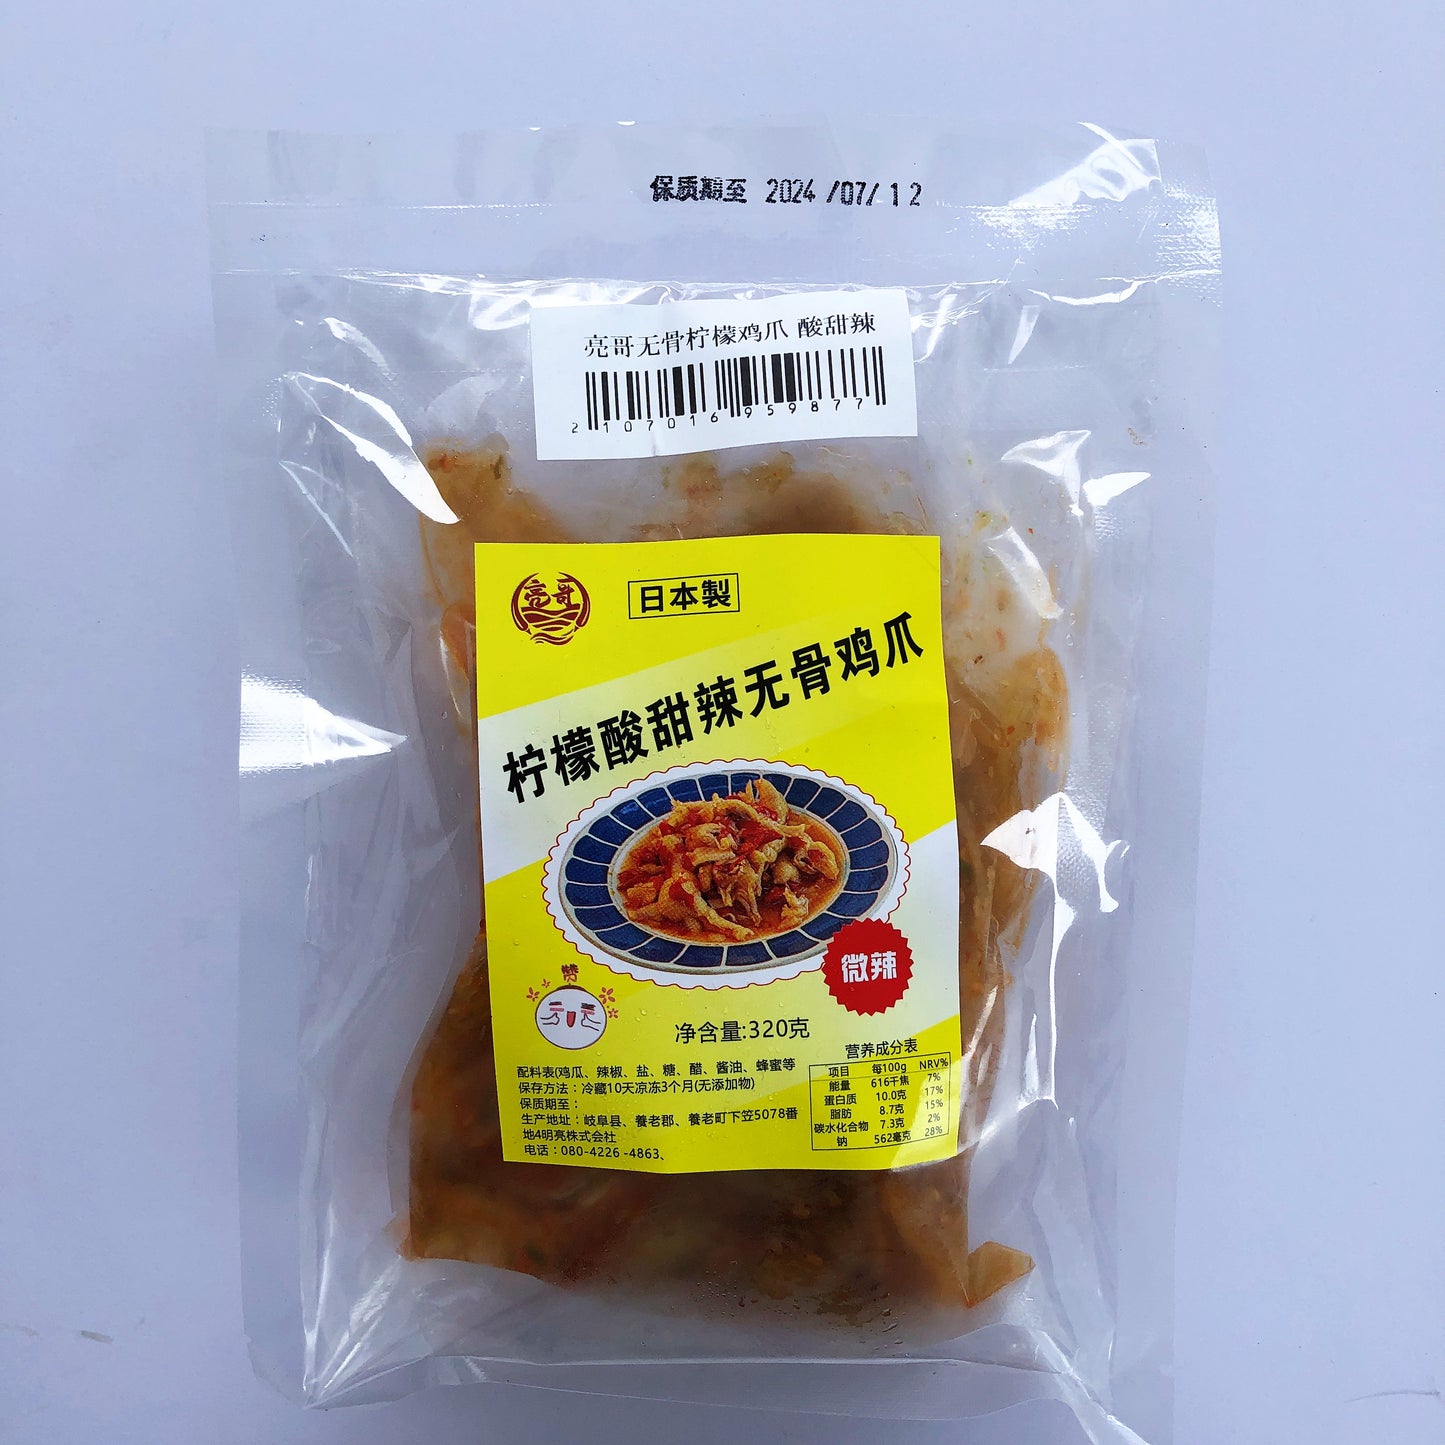 保质期至 2024/07/12
亮哥无骨柠檬鸡爪 酸甜辣
2107016959877
亮哥
日本製
柠檬酸甜辣无骨鸡爪
微辣
赞
净含量:320克
配料表(鸡瓜、辣椒、盐、糖、醋、酱油、蜂蜜等
保存方法：冷藏10天凉冻3个月(无添加物)
保质期至：
生产地址：岐阜县、養老郡、養老町下笠5078番
地4明亮株式会社
电话：080-4226 -4863、
营养成分表
项目 每100g NRV%
能量 616千焦 7%
蛋白质 10.0克 17%
脂肪 8.7克 15%
碳水化合物 7.3克 2%
钠 562毫克 28%